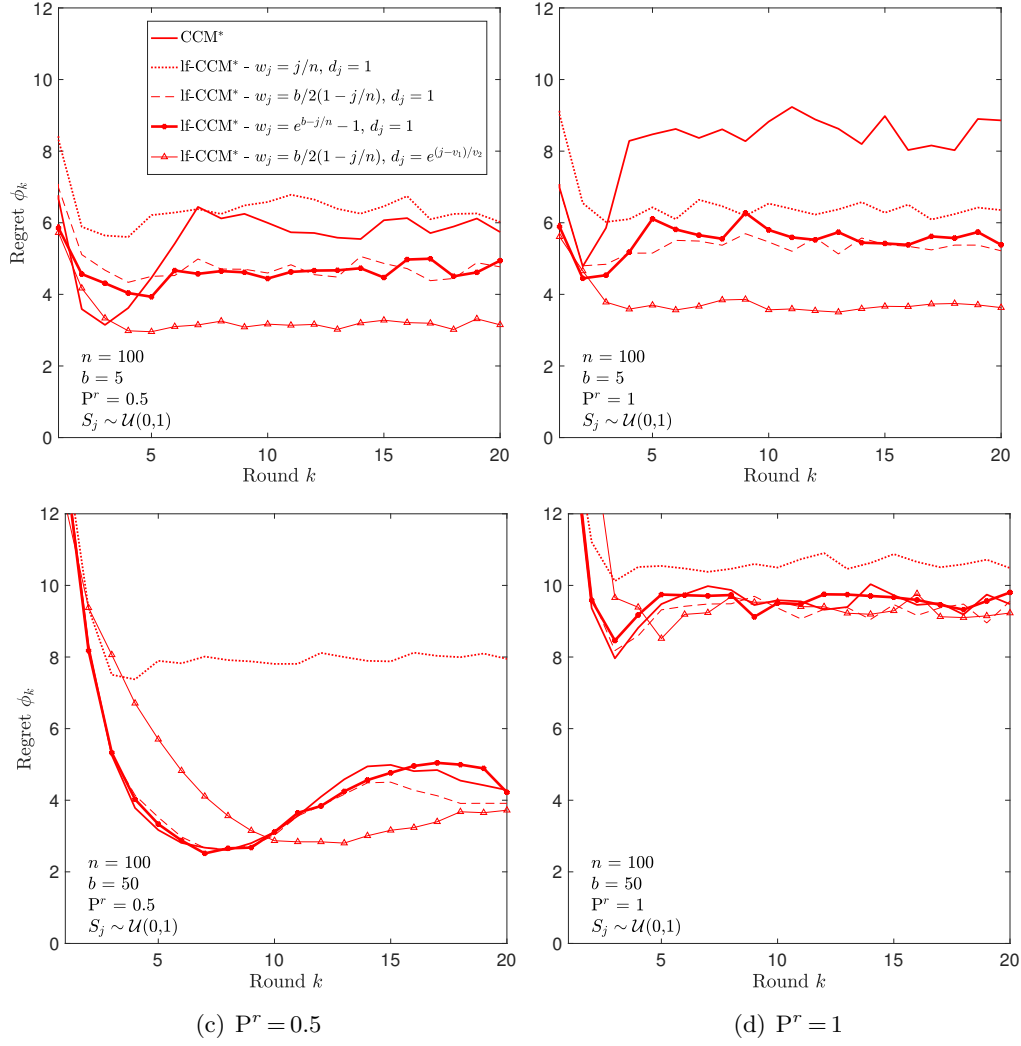 12
10
8
6
4
2
0
Regret ϕ_k
CCM*
lf-CCM* - w_j = j/n, d_j = 1
lf-CCM* - w_j = b/2(1 − j/n), d_j = 1
lf-CCM* - w_j = e^{b−j/n} − 1, d_j = 1
lf-CCM* - w_j = b/2(1 − j/n), d_j = e^{(j−v_1)/v_2}
n = 100
b = 5
P^r = 0.5
S_j ∼ 𝒰(0,1)
5
10
15
20
Round k
12
10
8
6
4
2
0
n = 100
b = 5
P^r = 1
S_j ∼ 𝒰(0,1)
5
10
15
20
Round k
12
10
8
6
4
2
0
Regret ϕ_k
n = 100
b = 50
P^r = 0.5
S_j ∼ 𝒰(0,1)
5
10
15
20
Round k
(c) P^r = 0.5
12
10
8
6
4
2
0
n = 100
b = 50
P^r = 1
S_j ∼ 𝒰(0,1)
5
10
15
20
Round k
(d) P^r = 1